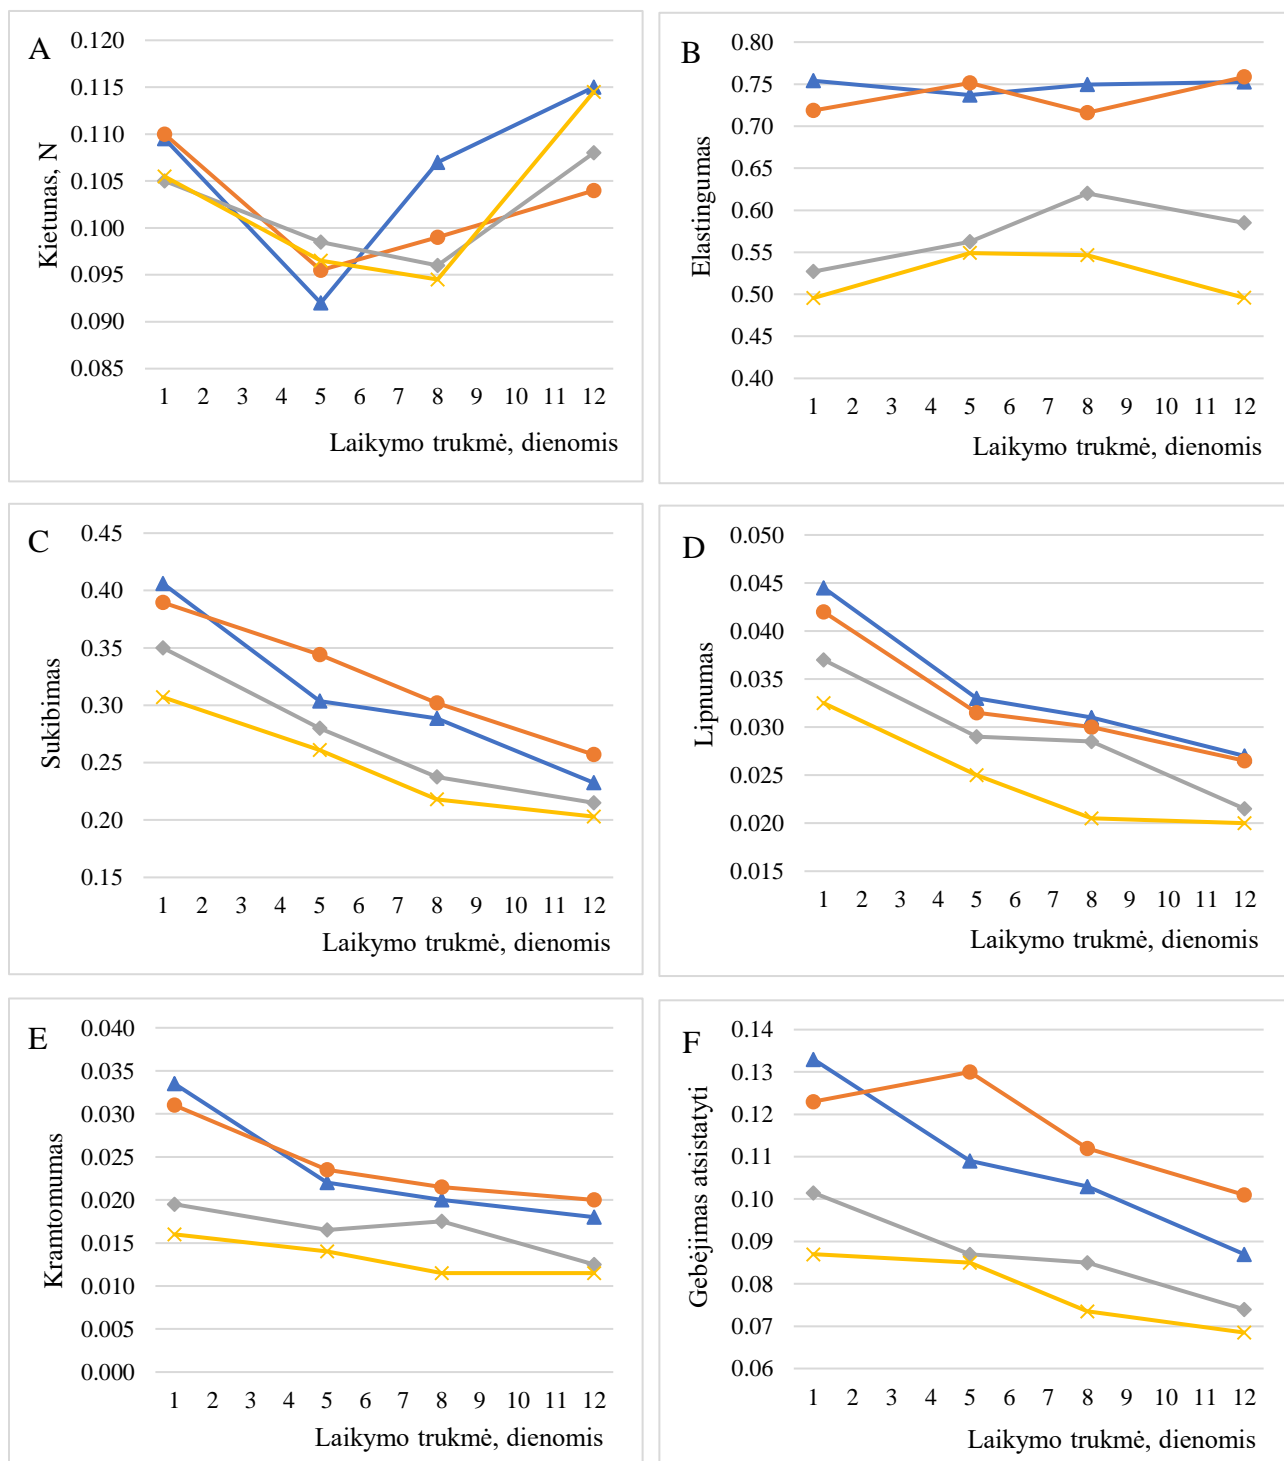 A
0.120
0.115
0.110
0.105
0.100
0.095
0.090
0.085
Kietunas, N
1 2 3 4 5 6 7 8 9 10 11 12
Laikymo trukmė, dienomis
B
0.80
0.75
0.70
0.65
0.60
0.55
0.50
0.45
0.40
Elastingumas
1 2 3 4 5 6 7 8 9 10 11 12
Laikymo trukmė, dienomis
C
0.45
0.40
0.35
0.30
0.25
0.20
0.15
Sukibimas
1 2 3 4 5 6 7 8 9 10 11 12
Laikymo trukmė, dienomis
D
0.050
0.045
0.040
0.035
0.030
0.025
0.020
0.015
Lipnumas
1 2 3 4 5 6 7 8 9 10 11 12
Laikymo trukmė, dienomis
E
0.040
0.035
0.030
0.025
0.020
0.015
0.010
0.005
0.000
Kramtomumas
1 2 3 4 5 6 7 8 9 10 11 12
Laikymo trukmė, dienomis
F
0.14
0.13
0.12
0.11
0.10
0.09
0.08
0.07
0.06
Gebėjimas atsistatyti
1 2 3 4 5 6 7 8 9 10 11 12
Laikymo trukmė, dienomis